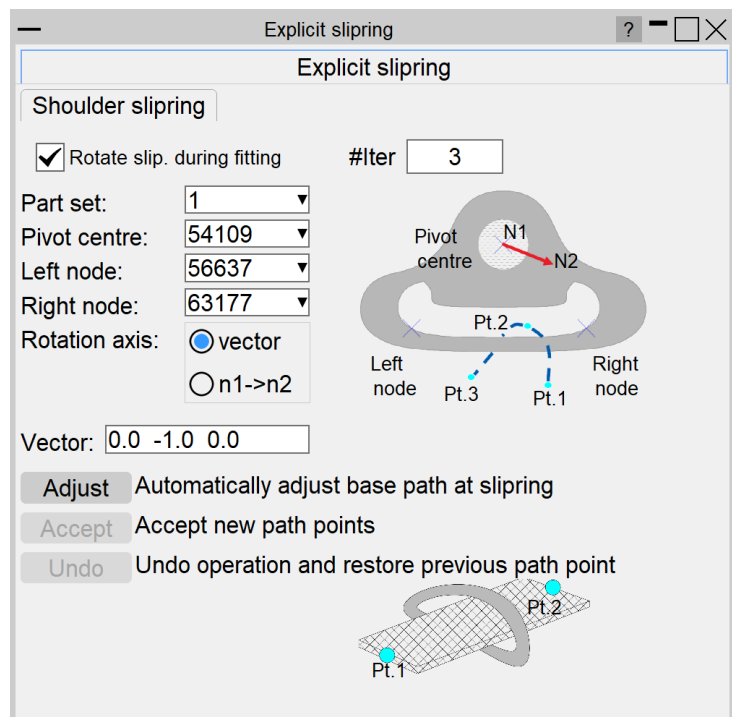 Explicit slipring
?
Explicit slipring
Shoulder slipring
Rotate slip. during fitting
#Iter 3
Part set: 1
Pivot centre: 54109
Left node: 56637
Right node: 63177
Rotation axis: vector
n1->n2
Pivot
centre
N1
N2
Pt.2
Left
node
Pt.3
Pt.1
Right
node
Vector: 0.0 -1.0 0.0
Adjust Automatically adjust base path at slipring
Accept Accept new path points
Undo Undo operation and restore previous path point
Pt.2
Pt.1